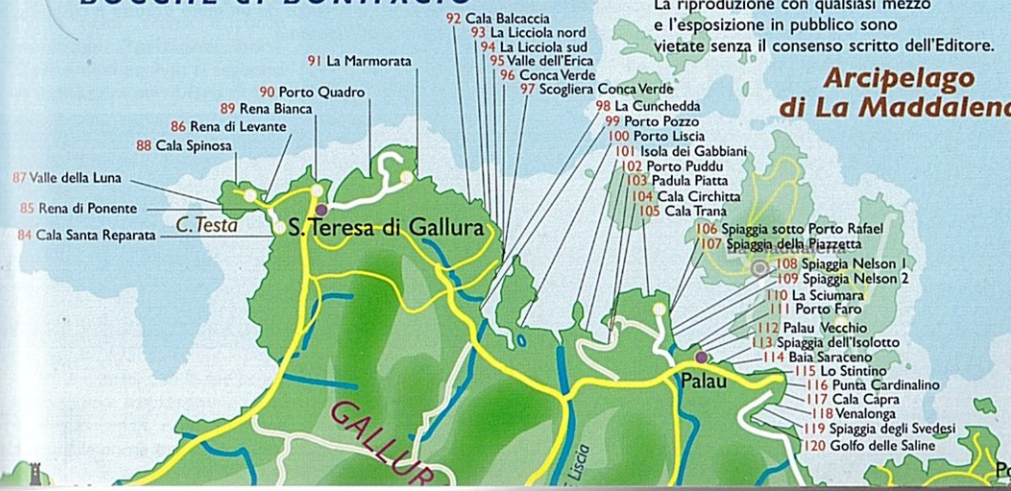 BOCCHE di BONIFACIO
La riproduzione con qualsiasi mezzo
e l'esposizione in pubblico sono
vietate senza il consenso scritto dell'Editore.
Arcipelago
di La Maddalena
92 Cala Balcaccia
93 La Licciola nord
94 La Licciola sud
95 Valle dell'Erica
96 Conca Verde
97 Scogliera Conca Verde
98 La Cunchedda
99 Porto Pozzo
100 Porto Liscia
101 Isola dei Gabbiani
102 Porto Puddu
103 Padula Piatta
104 Cala Circhitta
105 Cala Trana
106 Spiaggia sotto Porto Rafael
107 Spiaggia della Piazzetta
La Maddalena
108 Spiaggia Nelson 1
109 Spiaggia Nelson 2
110 La Sciumara
111 Porto Faro
112 Palau Vecchio
113 Spiaggia dell'Isolotto
114 Baia Saraceno
115 Lo Stintino
116 Punta Cardinalino
117 Cala Capra
118 Venalonga
119 Spiaggia degli Svedesi
120 Golfo delle Saline
91 La Marmorata
90 Porto Quadro
89 Rena Bianca
86 Rena di Levante
88 Cala Spinosa
87 Valle della Luna
85 Rena di Ponente
84 Cala Santa Reparata
C. Testa
S. Teresa di Gallura
Palau
GALLUR
Liscia
Po